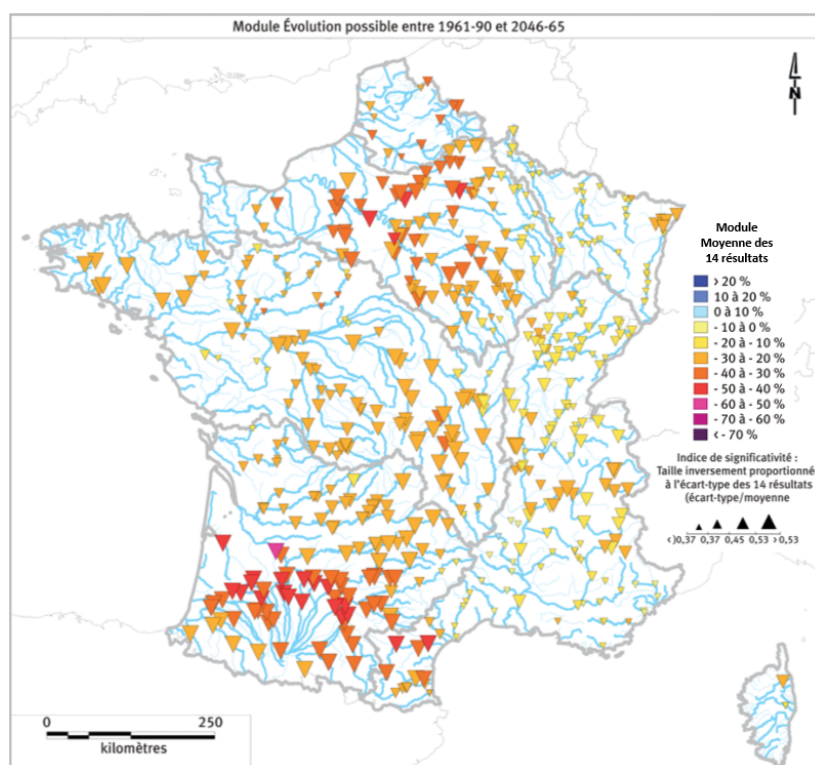 Module Évolution possible entre 1961-90 et 2046-65
N
Module
Moyenne des
14 résultats
> 20 %
10 à 20 %
0 à 10 %
- 10 à 0 %
- 20 à - 10 %
- 30 à - 20 %
- 40 à - 30 %
- 50 à - 40 %
- 60 à - 50 %
- 70 à - 60 %
< - 70 %
Indice de significativité :
Taille inversement proportionné
à l'écart-type des 14 résultats
(écart-type/moyenne
<)0,37 0,37 0,45 0,53 > 0,53
0 250
kilomètres